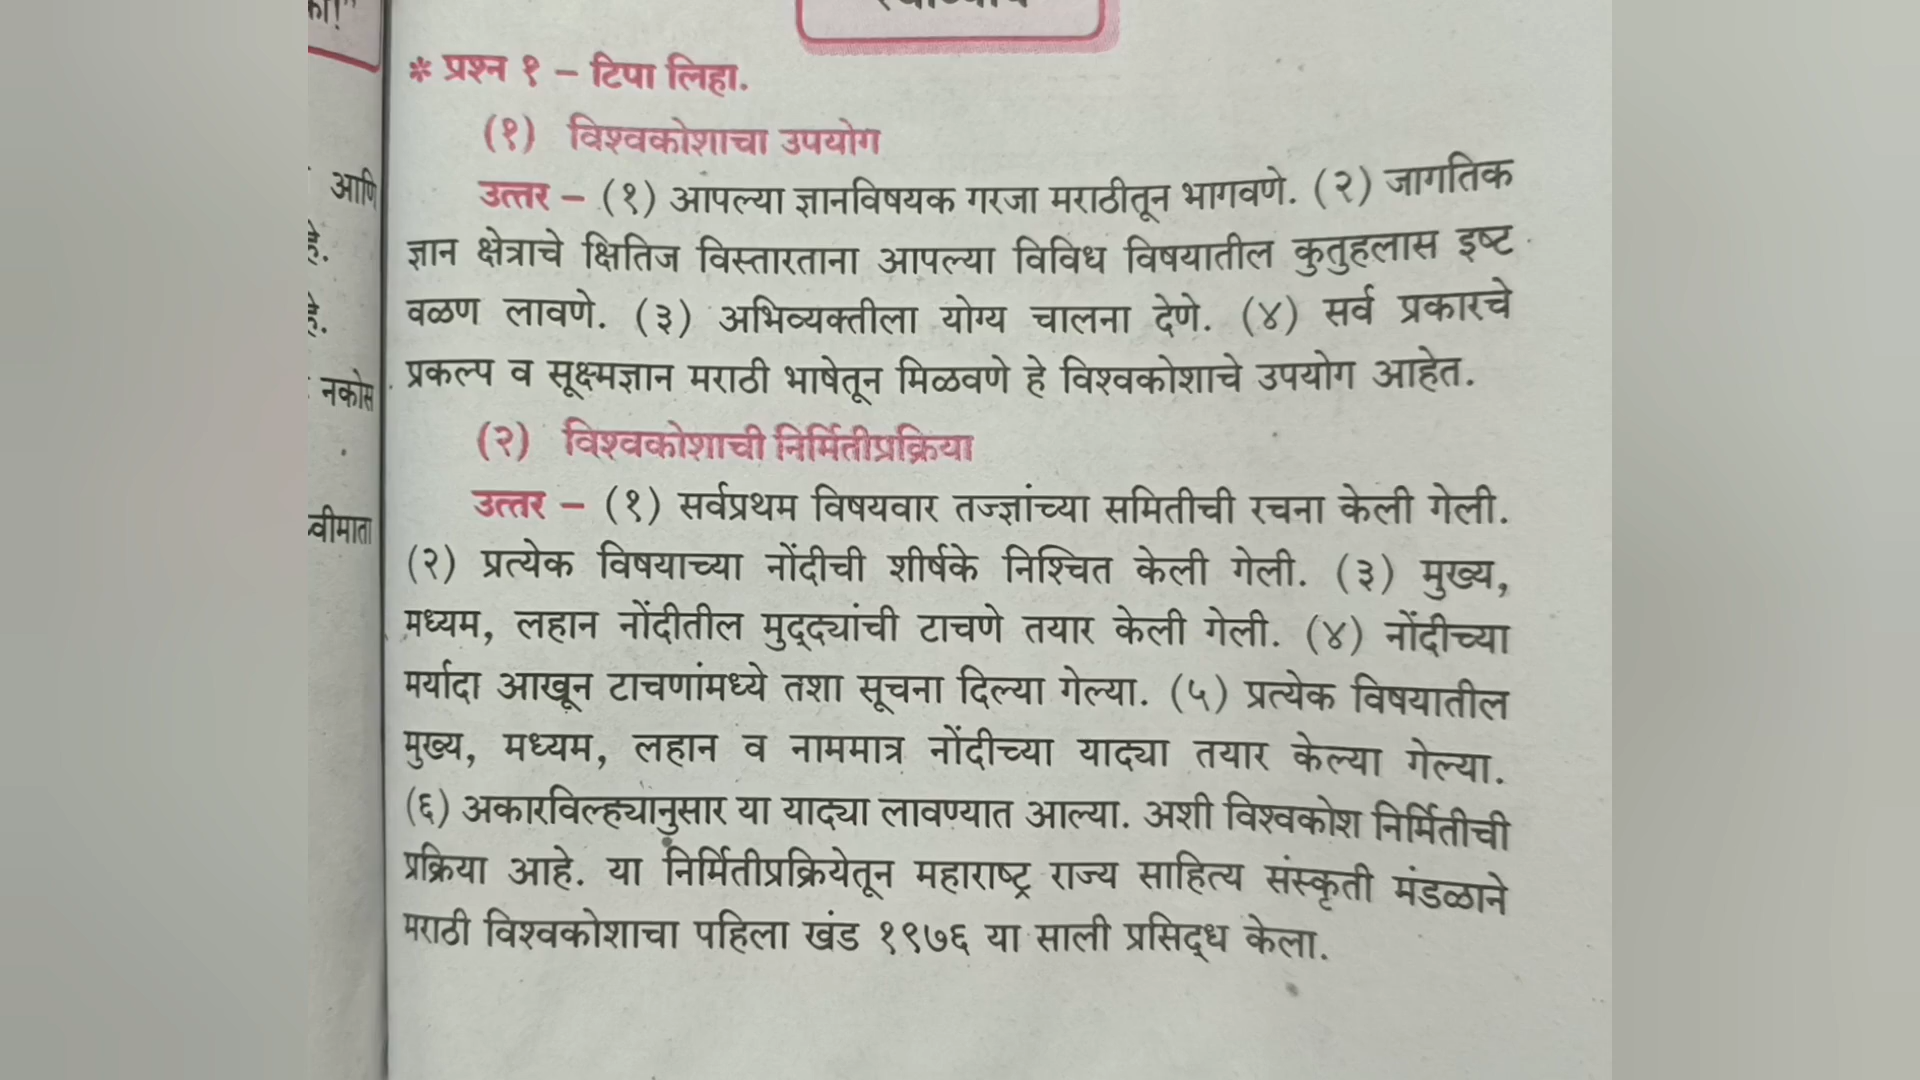 * प्रश्न १ – टिपा लिहा.
(१) विश्वकोशाचा उपयोग
उत्तर – (१) आपल्या ज्ञानविषयक गरजा मराठीतून भागवणे. (२) जागतिक
ज्ञान क्षेत्राचे क्षितिज विस्तारताना आपल्या विविध विषयातील कुतुहलास इष्ट
वळण लावणे. (३) अभिव्यक्तीला योग्य चालना देणे. (४) सर्व प्रकारचे
प्रकल्प व सूक्ष्मज्ञान मराठी भाषेतून मिळवणे हे विश्वकोशाचे उपयोग आहेत.
(२) विश्वकोशाची निर्मितीप्रक्रिया
उत्तर – (१) सर्वप्रथम विषयवार तज्ज्ञांच्या समितीची रचना केली गेली.
(२) प्रत्येक विषयाच्या नोंदीची शीर्षके निश्चित केली गेली. (३) मुख्य,
मध्यम, लहान नोंदीतील मुद्द्यांची टाचणे तयार केली गेली. (४) नोंदीच्या
मर्यादा आखून टाचणांमध्ये तशा सूचना दिल्या गेल्या. (५) प्रत्येक विषयातील
मुख्य, मध्यम, लहान व नाममात्र नोंदीच्या याद्या तयार केल्या गेल्या.
(६) अकारविल्ह्यानुसार या याद्या लावण्यात आल्या. अशी विश्वकोश निर्मितीची
प्रक्रिया आहे. या निर्मितीप्रक्रियेतून महाराष्ट्र राज्य साहित्य संस्कृती मंडळाने
मराठी विश्वकोशाचा पहिला खंड १९७६ या साली प्रसिद्ध केला.
आणि
नकोस